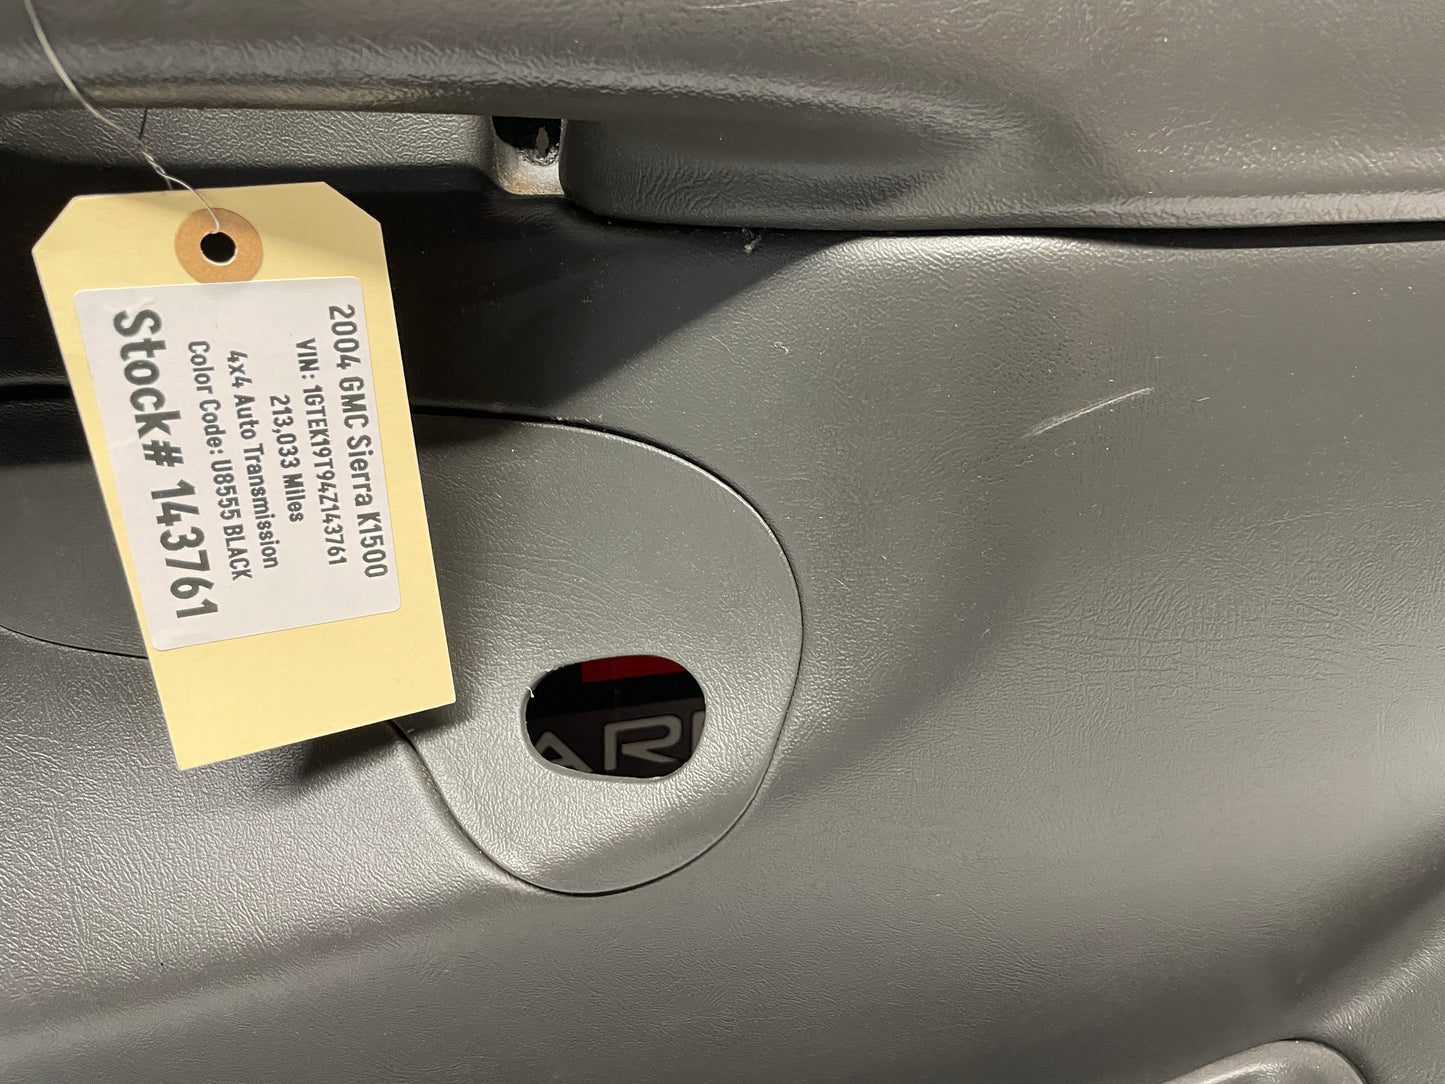 2004 GMC Sierra K1500
VIN: 1GTEK19T94Z143761
213,033 Miles
4x4 Auto Transmission
Color Code: U8555 BLACK
Stock# 143761